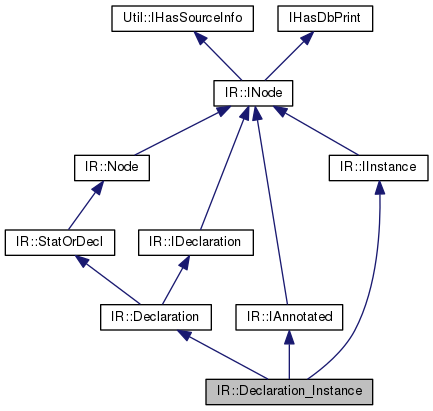 Util::IHasSourceInfo
IHasDbPrint
IR::INode
IR::Node
IR::IInstance
IR::StatOrDecl
IR::IDeclaration
IR::Declaration
IR::IAnnotated
IR::Declaration_Instance